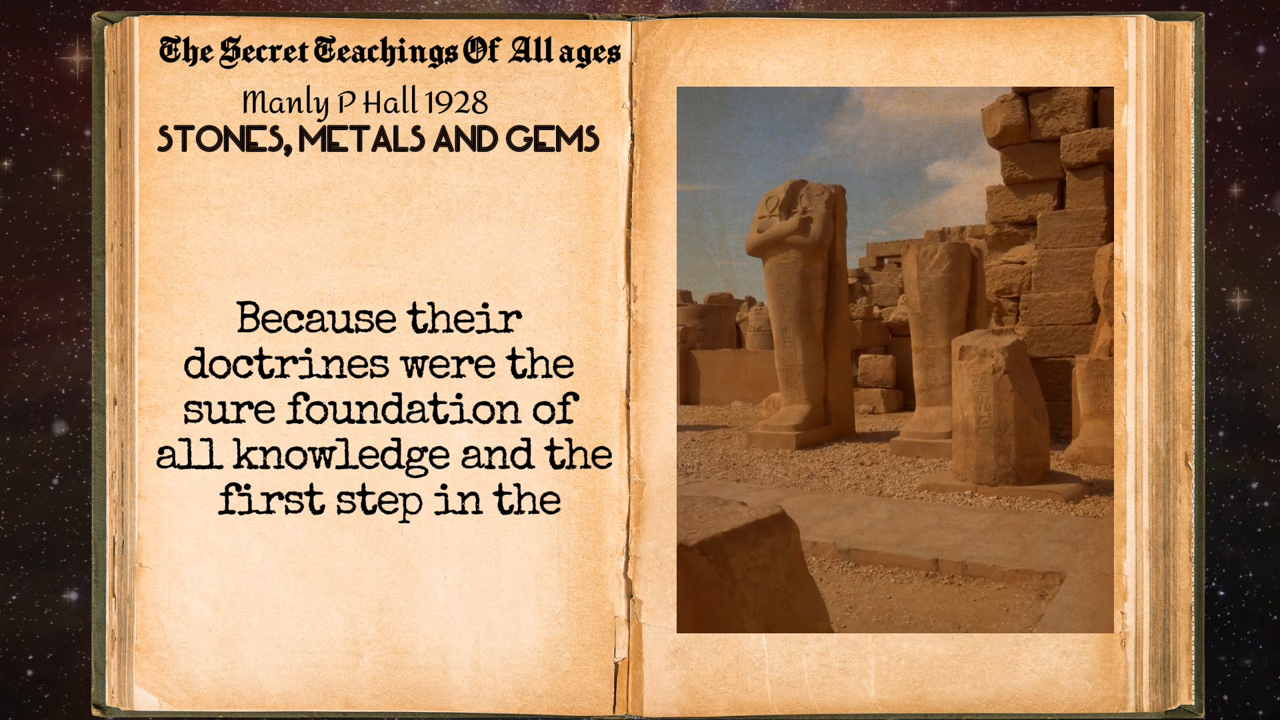 The Secret Teachings Of All ages
Manly P Hall 1928
STONES, METALS AND GEMS
Because their
doctrines were the
sure foundation of
all knowledge and the
first step in the